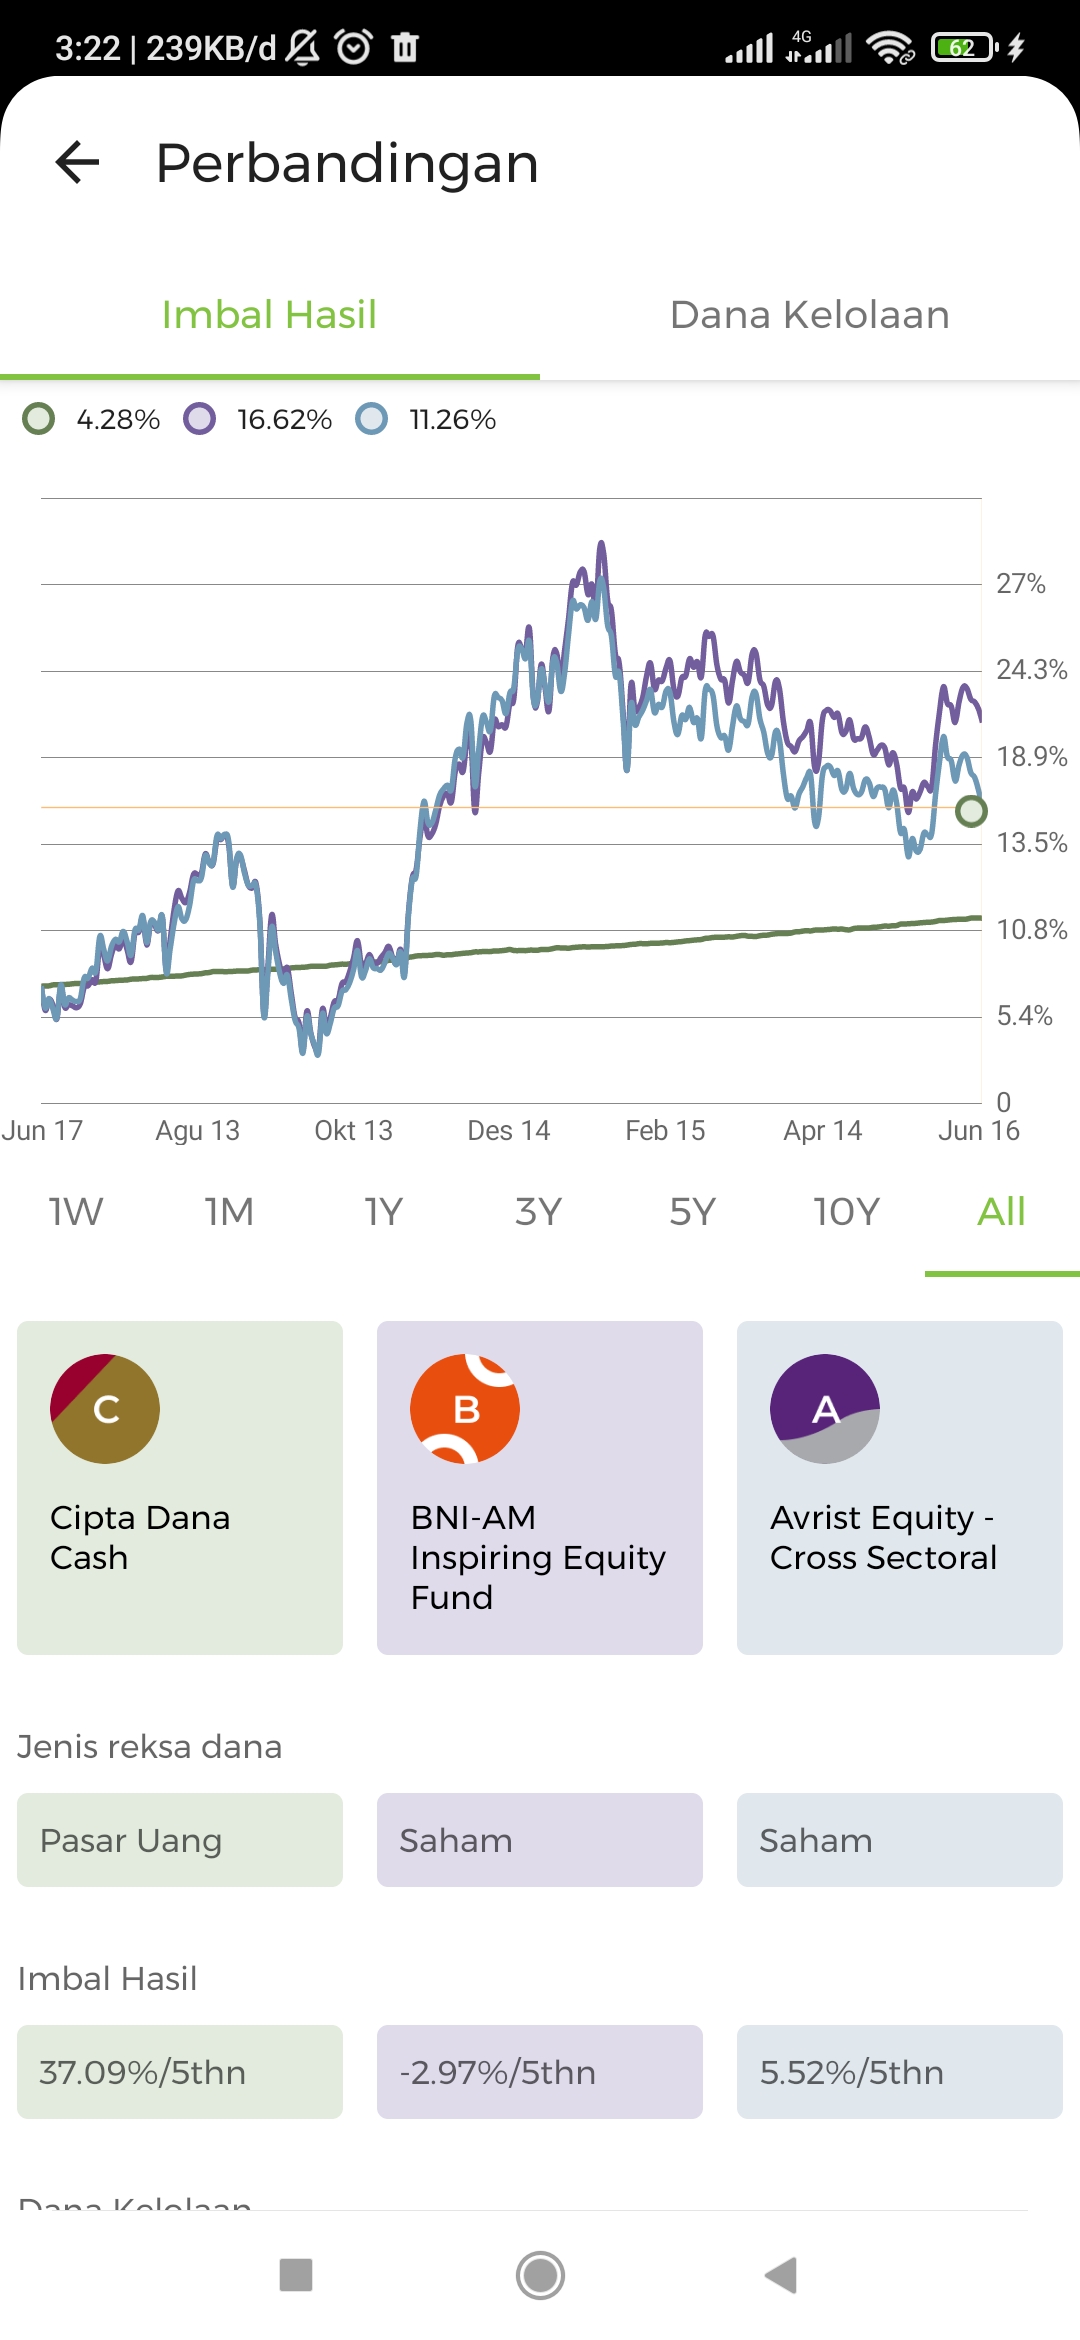 3:22 | 239KB/d 4G 62
Perbandingan
Imbal Hasil Dana Kelolaan
4.28% 16.62% 11.26%
27%
24.3%
18.9%
13.5%
10.8%
5.4%
0
Jun 17 Agu 13 Okt 13 Des 14 Feb 15 Apr 14 Jun 16
1W 1M 1Y 3Y 5Y 10Y All
C B A
Cipta Dana
Cash
BNI-AM
Inspiring Equity
Fund
Avrist Equity -
Cross Sectoral
Jenis reksa dana
Pasar Uang Saham Saham
Imbal Hasil
37.09%/5thn -2.97%/5thn 5.52%/5thn
Dana Kelolaan